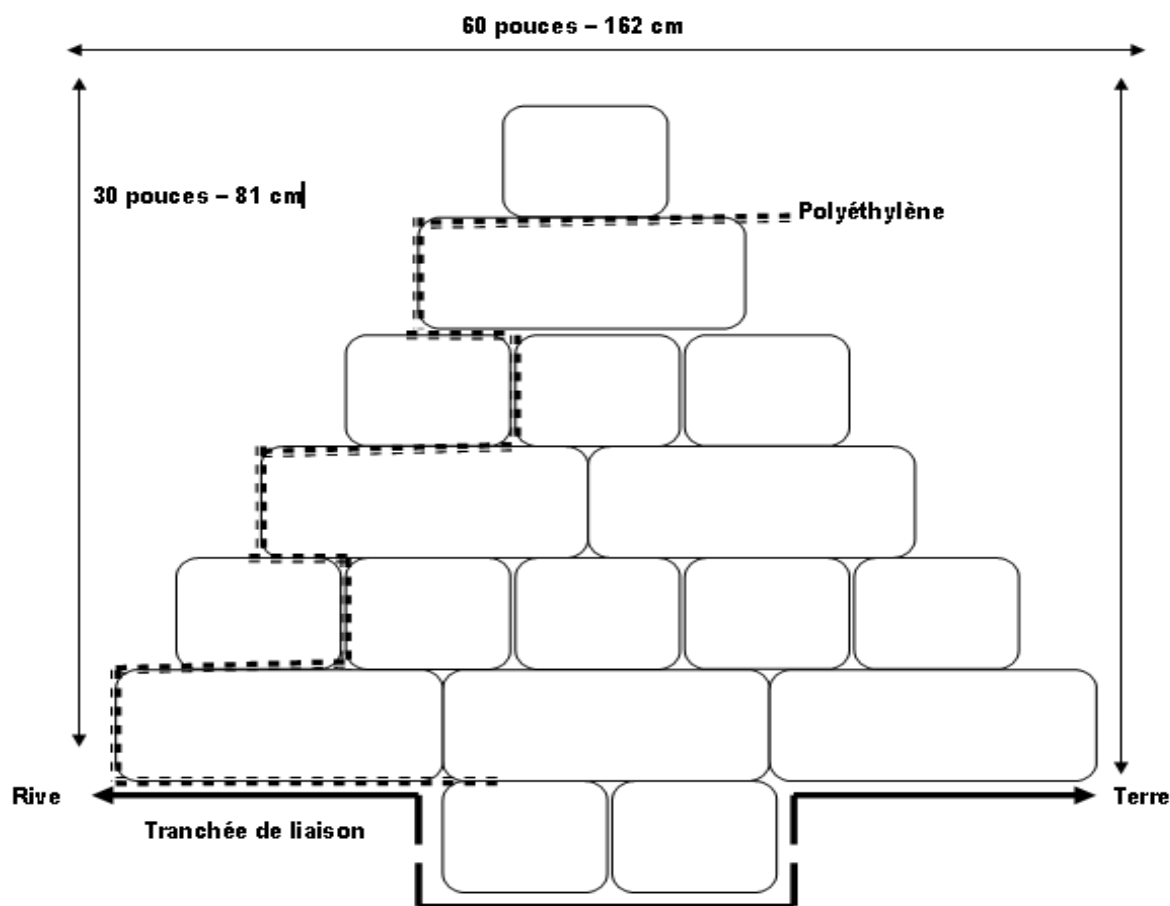 60 pouces – 162 cm
30 pouces – 81 cm
Polyéthylène
Rive
Terre
Tranchée de liaison